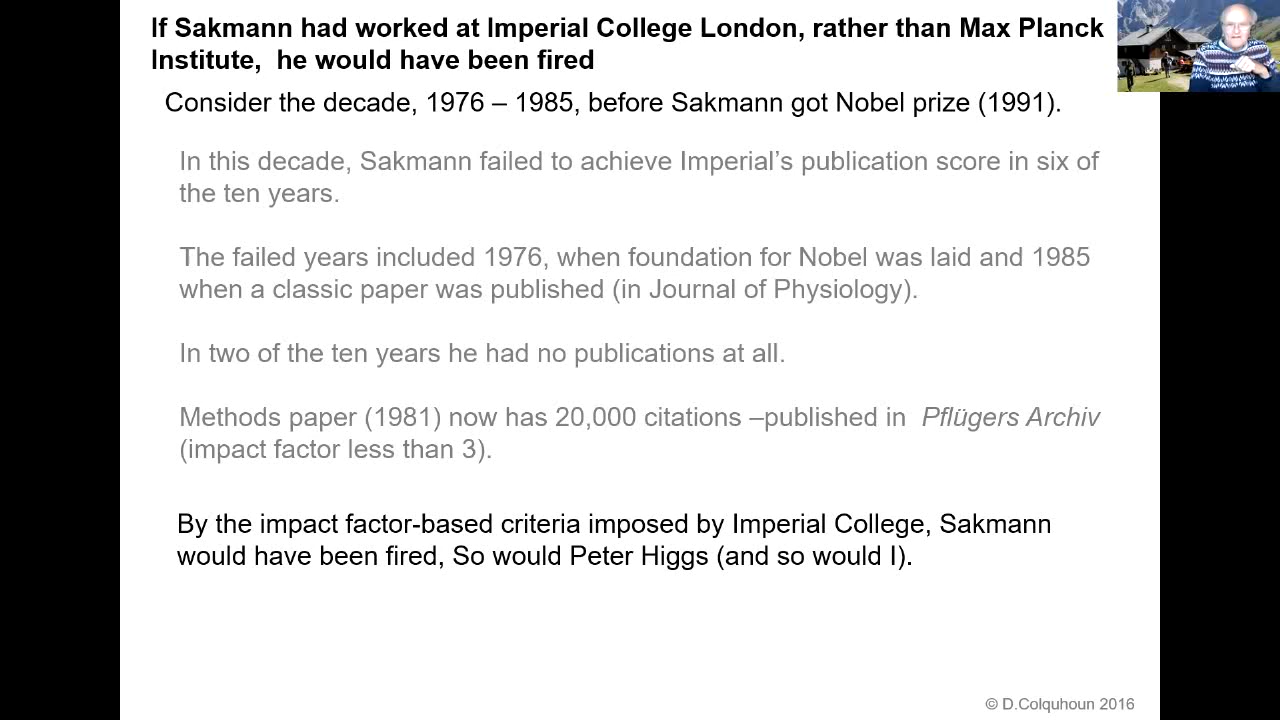 If Sakmann had worked at Imperial College London, rather than Max Planck
Institute,  he would have been fired
Consider the decade, 1976 – 1985, before Sakmann got Nobel prize (1991).
In this decade, Sakmann failed to achieve Imperial’s publication score in six of
the ten years.
The failed years included 1976, when foundation for Nobel was laid and 1985
when a classic paper was published (in Journal of Physiology).
In two of the ten years he had no publications at all.
Methods paper (1981) now has 20,000 citations –published in  Pflügers Archiv
(impact factor less than 3).
By the impact factor-based criteria imposed by Imperial College, Sakmann
would have been fired, So would Peter Higgs (and so would I).
© D.Colquhoun 2016